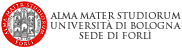 ALMA MATER STUDIORUM
UNIVERSITÀ DI BOLOGNA
SEDE DI FORLÌ